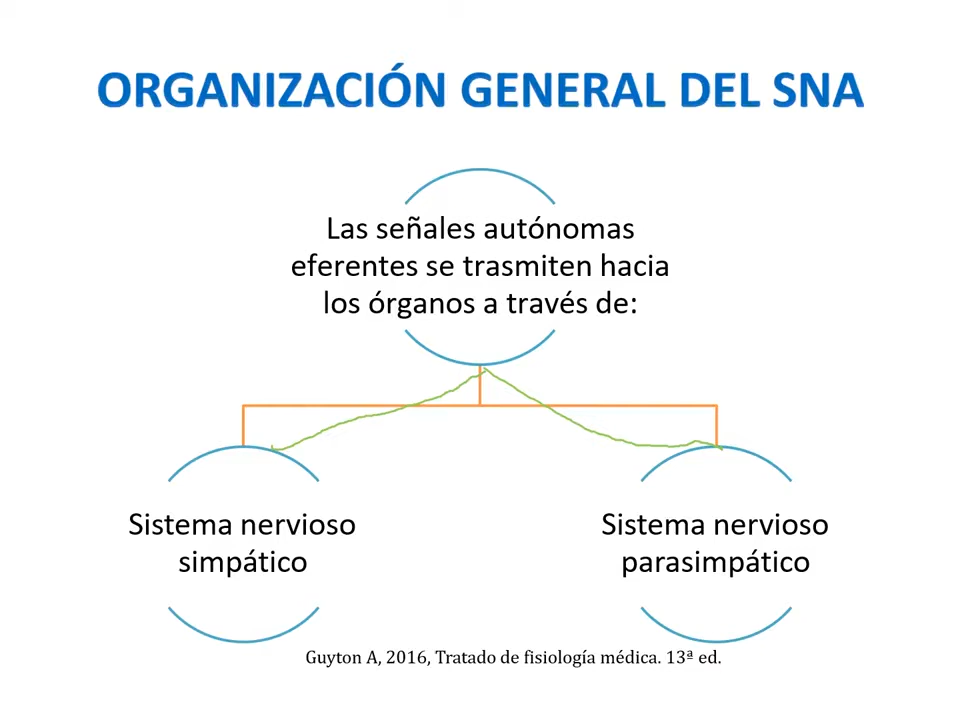 ORGANIZACIÓN GENERAL DEL SNA
Las señales autónomas
eferentes se trasmiten hacia
los órganos a través de:
Sistema nervioso
simpático
Sistema nervioso
parasimpático
Guyton A, 2016, Tratado de fisiología médica. 13ª ed.